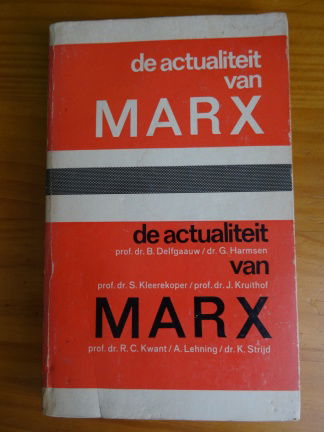 de actualiteit
van
MARX
de actualiteit
prof. dr. B. Delfgaauw / dr. G. Harmsen
van
prof. dr. S. Kleerekoper / prof. dr. J. Kruithof
MARX
prof. dr. R. C. Kwant / A. Lehning / dr. K. Strijd